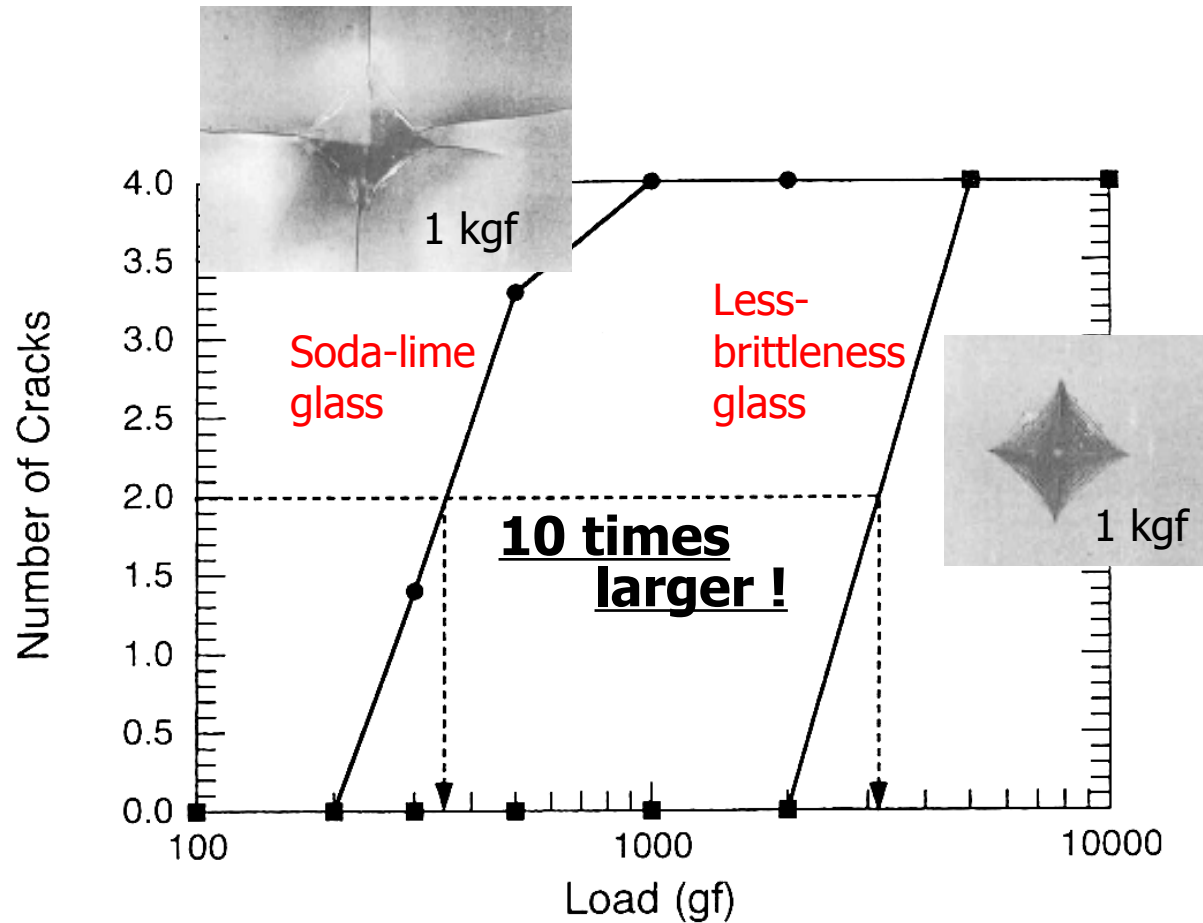 1 kgf
4.0
3.5
3.0
2.5
2.0
1.5
1.0
0.5
0.0
Number of Cracks
Soda-lime
glass
Less-
brittleness
glass
1 kgf
10 times
larger !
100
1000
10000
Load (gf)